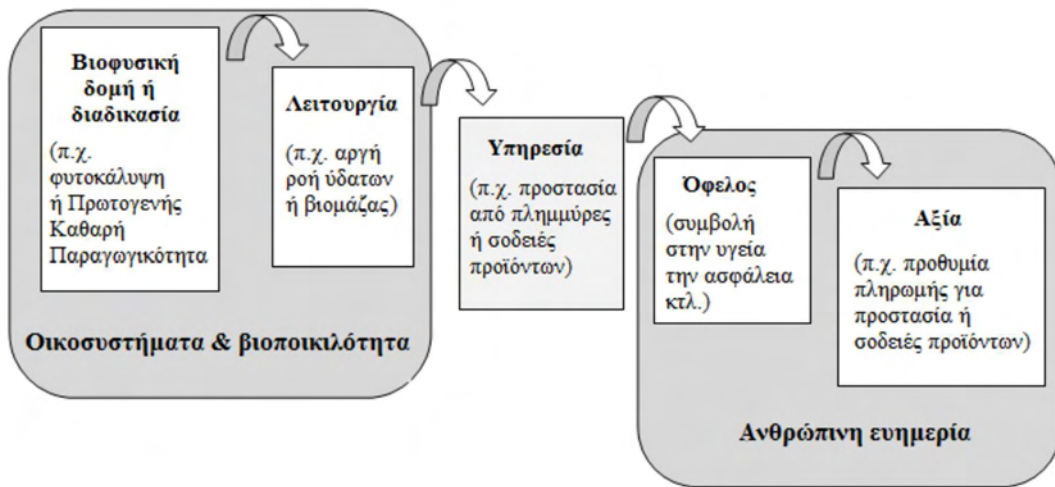 Βιοφυσική
δομή ή
διαδικασία
(π.χ.
φυτοκάλυψη
ή Πρωτογενής
Καθαρή
Παραγωγικότητα
Λειτουργία
(π.χ. αργή
ροή ύδατων
ή βιομάζας)
Οικοσυστήματα & βιοποικιλότητα
Υπηρεσία
(π.χ. προστασία
από πλημμύρες
ή σοδειές
προϊόντων)
Όφελος
(συμβολή
στην υγεία
την ασφάλεια
κτλ.)
Αξία
(π.χ. προθυμία
πληρωμής για
προστασία ή
σοδειές προϊόντων)
Ανθρώπινη ευημερία